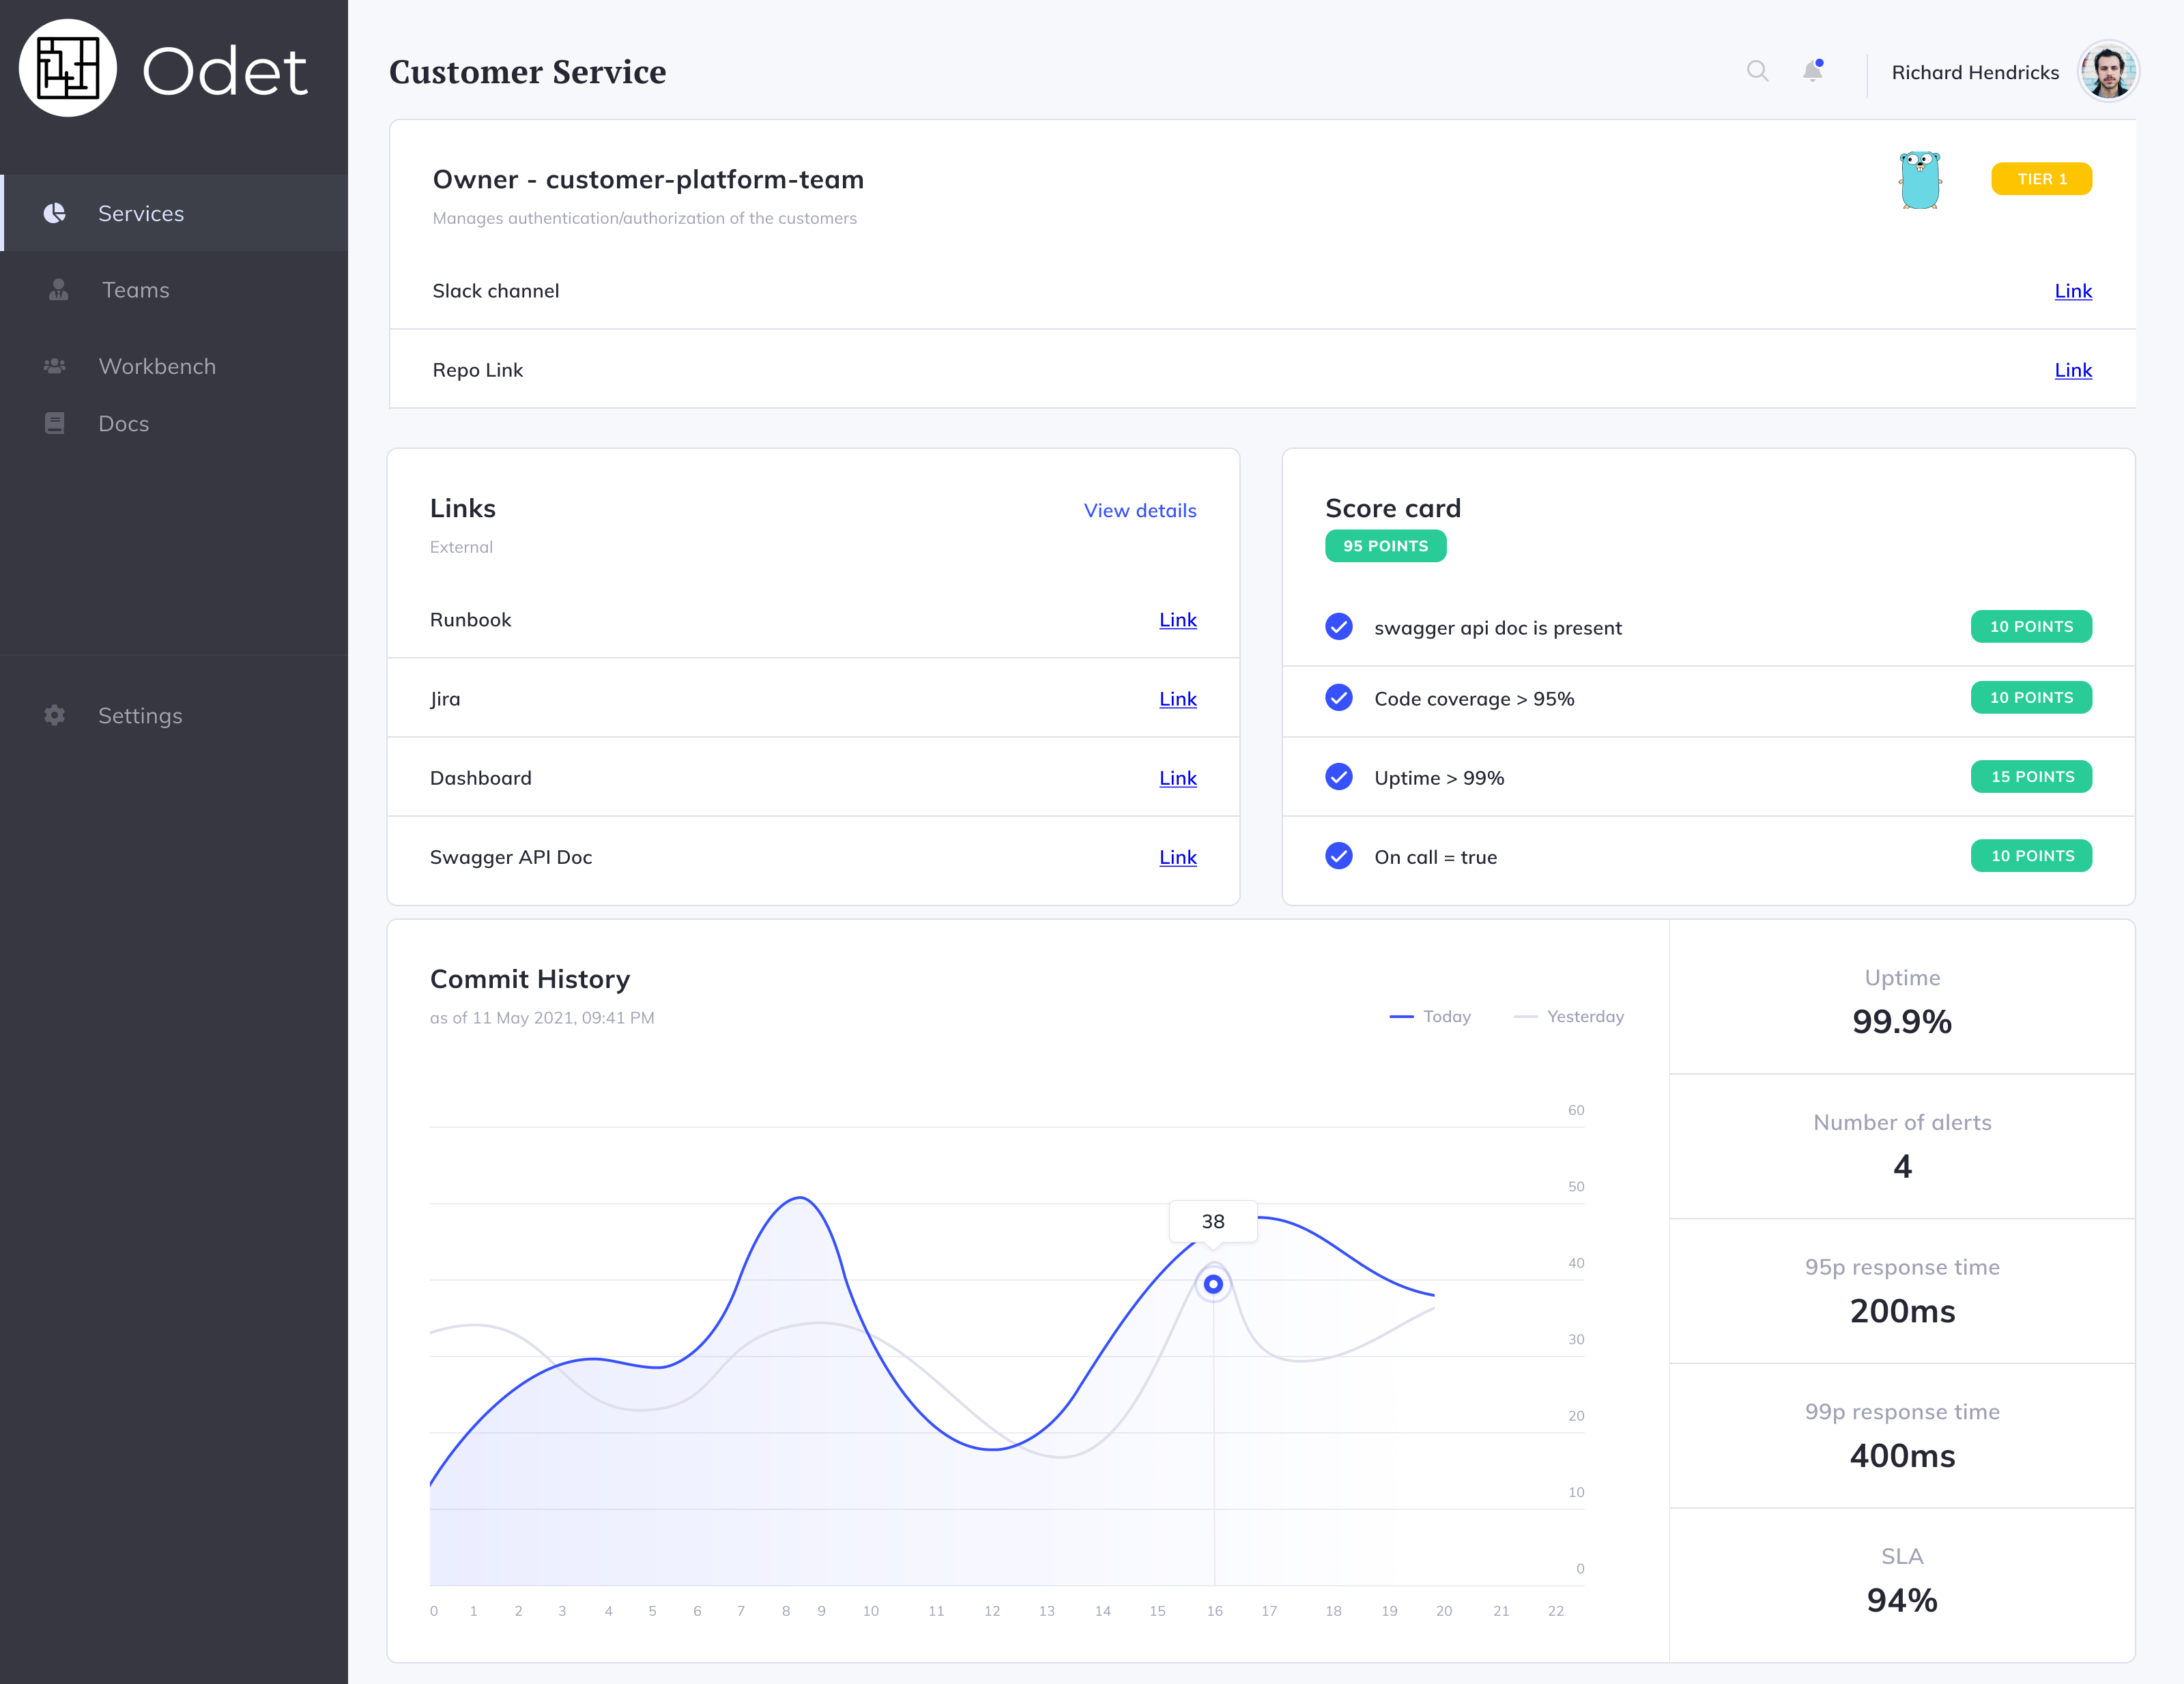 Odet
Customer Service
Richard Hendricks
Services
Teams
Workbench
Docs
Settings
Owner - customer-platform-team
TIER 1
Manages authentication/authorization of the customers
Slack channel
Link
Repo Link
Link
Links
View details
External
Runbook
Link
Jira
Link
Dashboard
Link
Swagger API Doc
Link
Score card
95 POINTS
swagger api doc is present
10 POINTS
Code coverage > 95%
10 POINTS
Uptime > 99%
15 POINTS
On call = true
10 POINTS
Commit History
as of 11 May 2021, 09:41 PM
Today
Yesterday
60
50
40
30
20
10
0
38
0 1 2 3 4 5 6 7 8 9 10 11 12 13 14 15 16 17 18 19 20 21 22
Uptime
99.9%
Number of alerts
4
95p response time
200ms
99p response time
400ms
SLA
94%